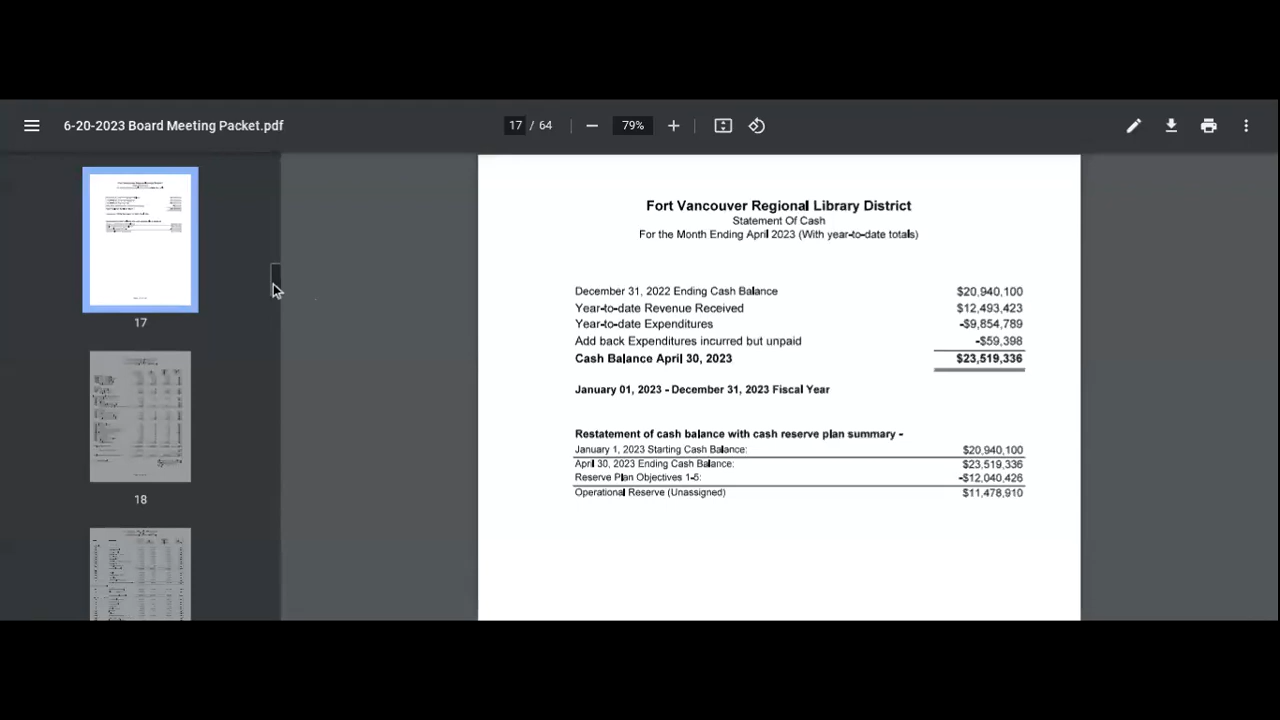 6-20-2023 Board Meeting Packet.pdf
17 / 64
79%
17
18
Fort Vancouver Regional Library District
Statement Of Cash
For the Month Ending April 2023 (With year-to-date totals)
December 31, 2022 Ending Cash Balance $20,940,100
Year-to-date Revenue Received $12,493,423
Year-to-date Expenditures -$9,854,789
Add back Expenditures incurred but unpaid -$59,398
Cash Balance April 30, 2023 $23,519,336
January 01, 2023 - December 31, 2023 Fiscal Year
Restatement of cash balance with cash reserve plan summary -
January 1, 2023 Starting Cash Balance: $20,940,100
April 30, 2023 Ending Cash Balance: $23,519,336
Reserve Plan Objectives 1-5: -$12,040,426
Operational Reserve (Unassigned) $11,478,910